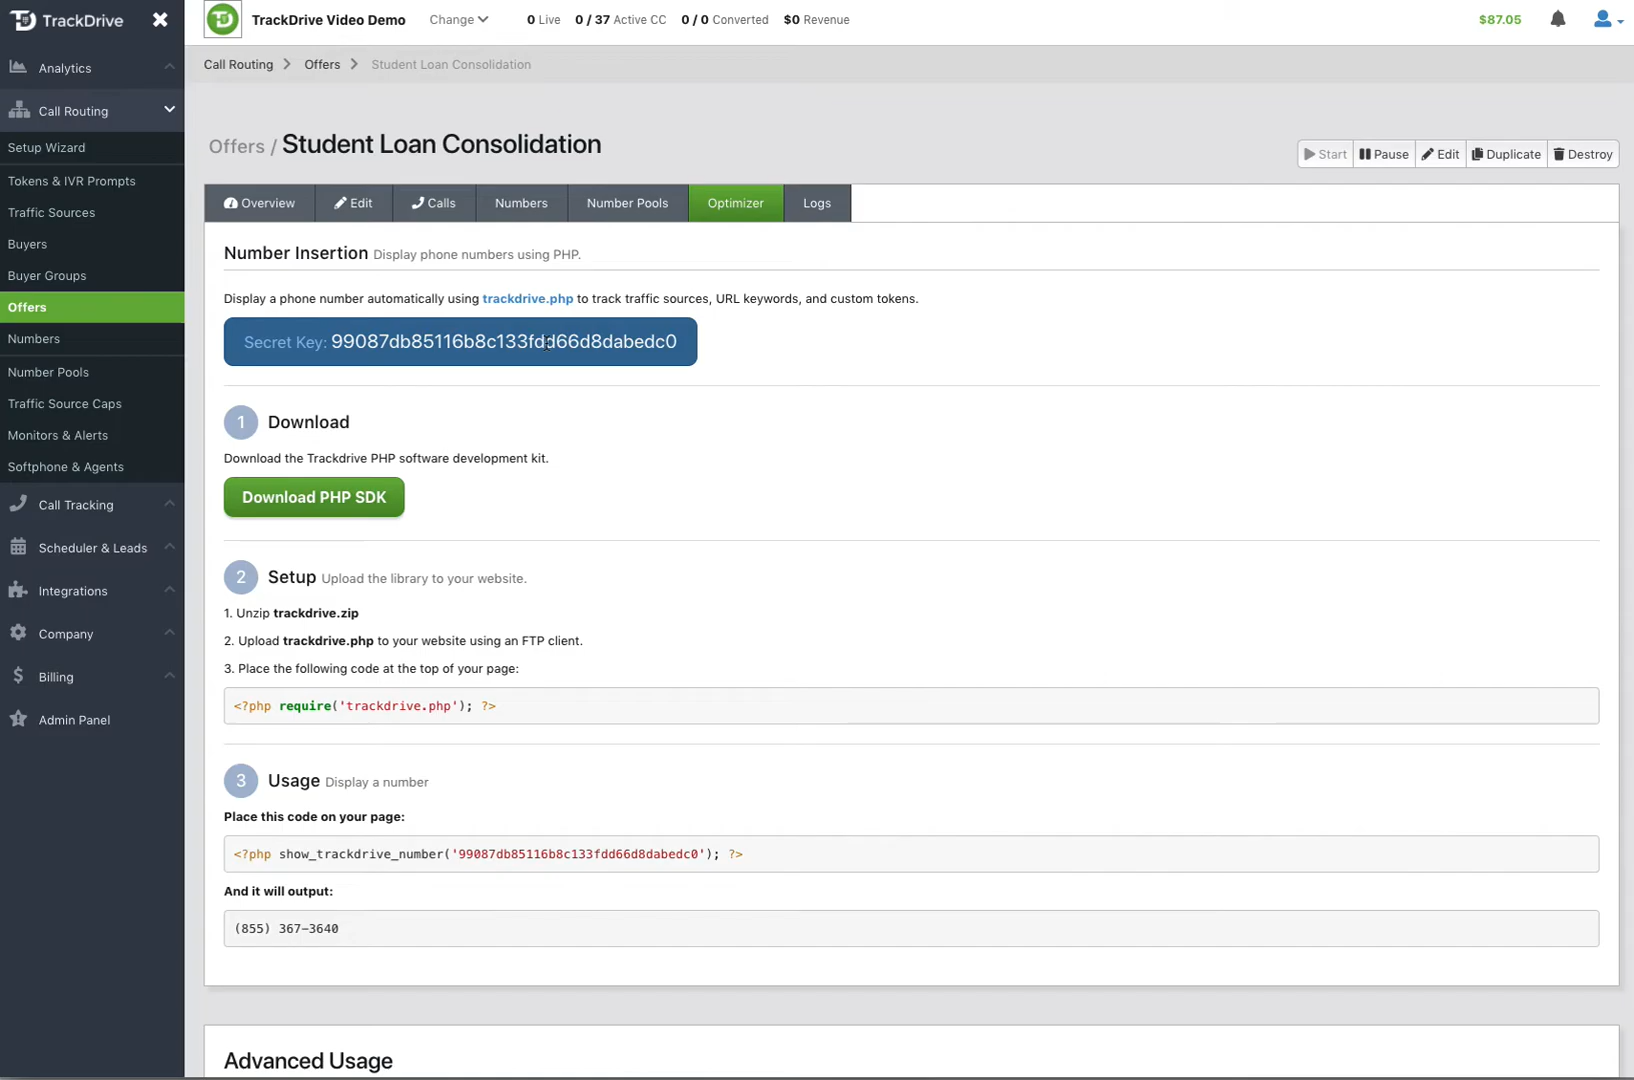 TrackDrive
TrackDrive Video Demo Change 0 Live 0 / 37 Active CC 0 / 0 Converted $0 Revenue $87.05
Analytics
Call Routing
Setup Wizard
Tokens & IVR Prompts
Traffic Sources
Buyers
Buyer Groups
Offers
Numbers
Number Pools
Traffic Source Caps
Monitors & Alerts
Softphone & Agents
Call Tracking
Scheduler & Leads
Integrations
Company
Billing
Admin Panel
Call Routing > Offers > Student Loan Consolidation
Offers / Student Loan Consolidation
Start Pause Edit Duplicate Destroy
Overview Edit Calls Numbers Number Pools Optimizer Logs
Number Insertion Display phone numbers using PHP.
Display a phone number automatically using trackdrive.php to track traffic sources, URL keywords, and custom tokens.
Secret Key: 99087db85116b8c133fdd66d8dabedc0
1 Download
Download the Trackdrive PHP software development kit.
Download PHP SDK
2 Setup Upload the library to your website.
1. Unzip trackdrive.zip
2. Upload trackdrive.php to your website using an FTP client.
3. Place the following code at the top of your page:
<?php require('trackdrive.php'); ?>
3 Usage Display a number
Place this code on your page:
<?php show_trackdrive_number('99087db85116b8c133fdd66d8dabedc0'); ?>
And it will output:
(855) 367-3640
Advanced Usage